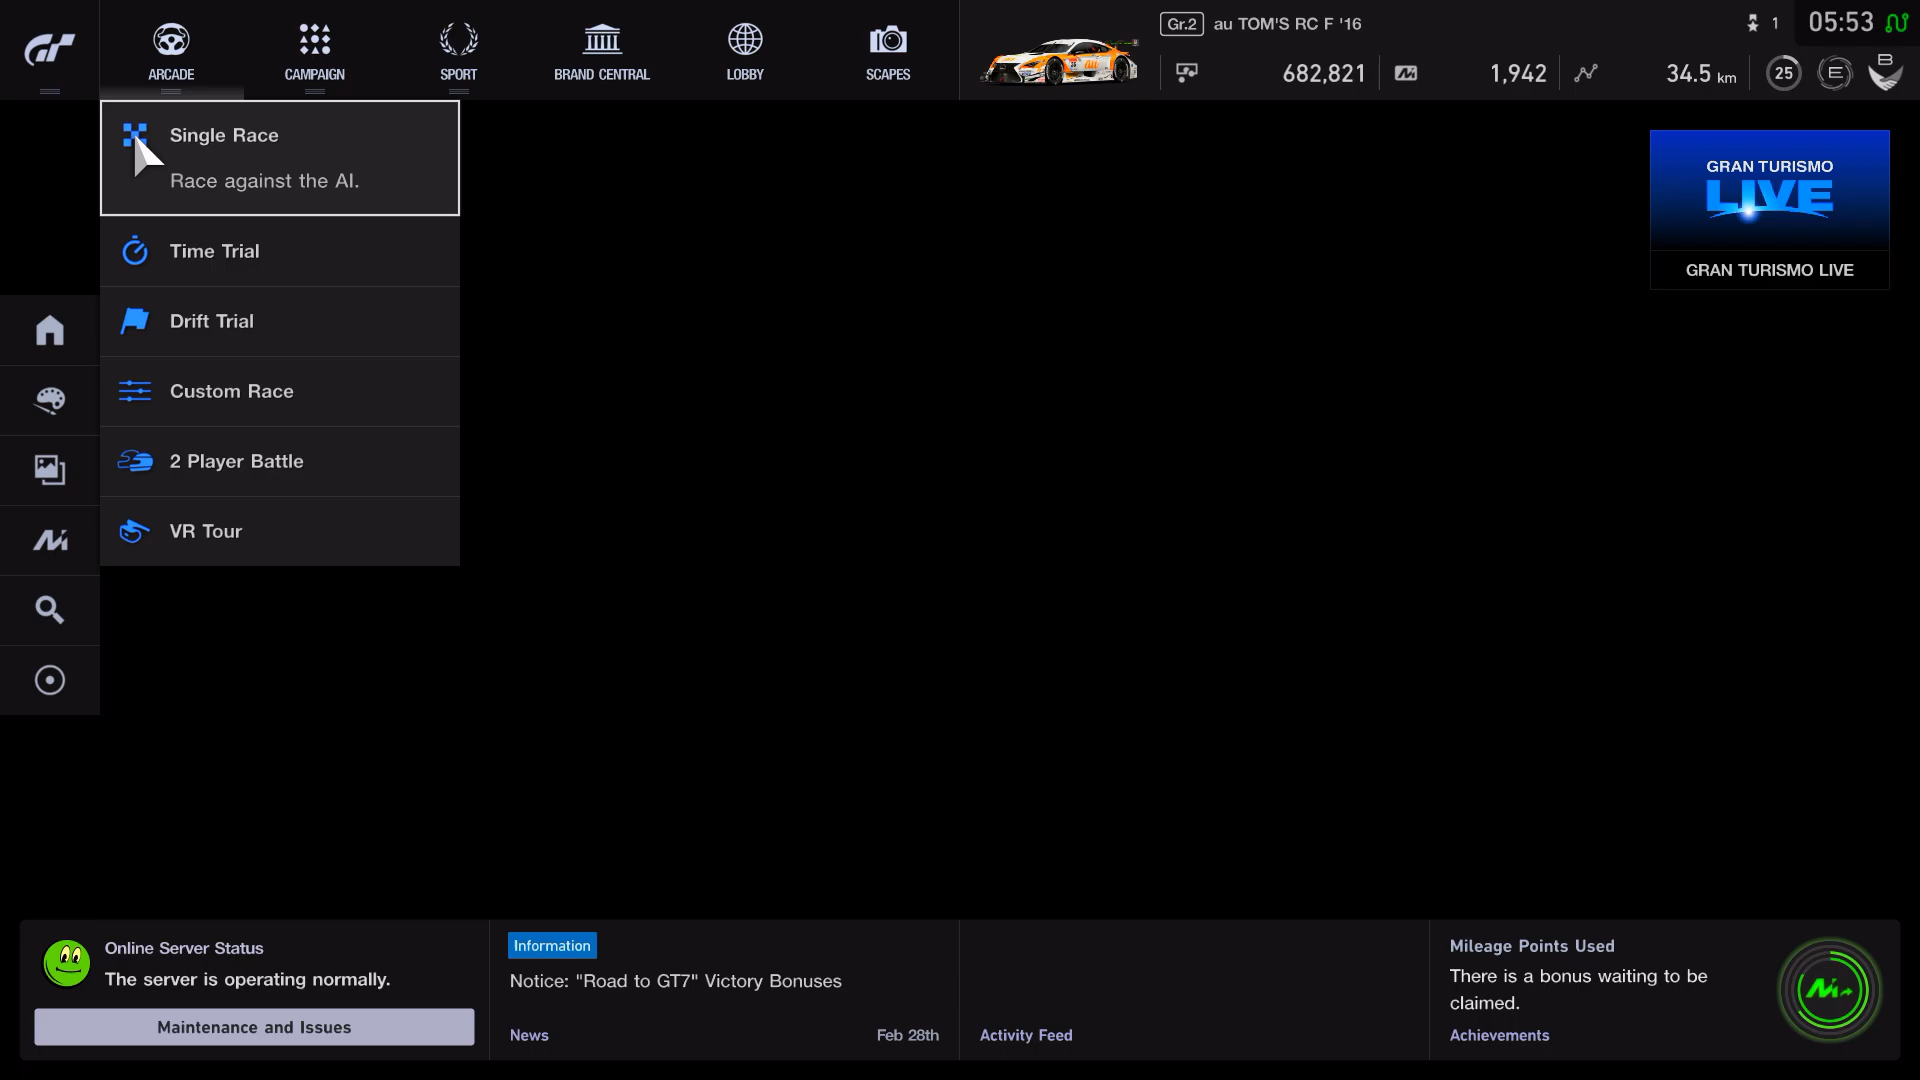 ARCADE
CAMPAIGN
SPORT
BRAND CENTRAL
LOBBY
SCAPES
Gr.2 au TOM'S RC F '16
1
05:53
682,821
1,942
34.5 km
25
E
B
Single Race
Race against the AI.
Time Trial
Drift Trial
Custom Race
2 Player Battle
VR Tour
GRAN TURISMO
LIVE
GRAN TURISMO LIVE
Online Server Status
The server is operating normally.
Maintenance and Issues
Information
Notice: "Road to GT7" Victory Bonuses
News
Feb 28th
Activity Feed
Mileage Points Used
There is a bonus waiting to be
claimed.
Achievements